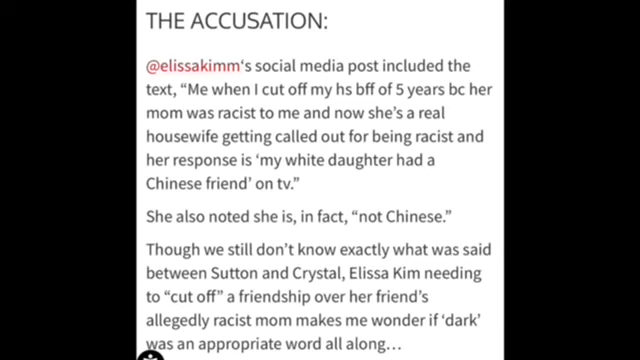 THE ACCUSATION:
@elissakimm‘s social media post included the
text, “Me when I cut off my hs bff of 5 years bc her
mom was racist to me and now she’s a real
housewife getting called out for being racist and
her response is ‘my white daughter had a
Chinese friend’ on tv.”
She also noted she is, in fact, “not Chinese.”
Though we still don’t know exactly what was said
between Sutton and Crystal, Elissa Kim needing
to “cut off” a friendship over her friend’s
allegedly racist mom makes me wonder if ‘dark’
was an appropriate word all along…